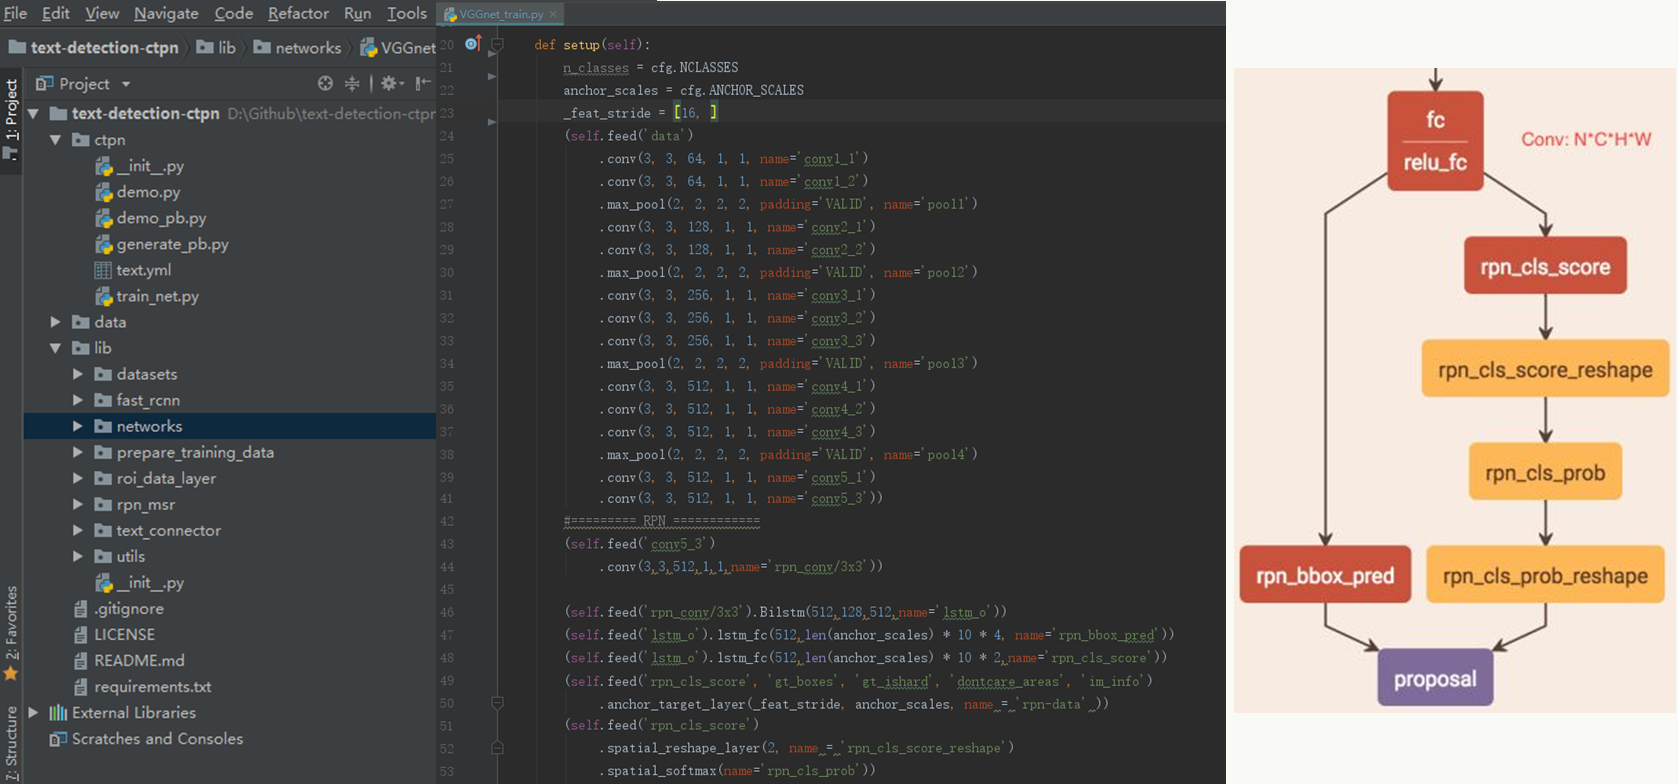 File Edit View Navigate Code Refactor Run Tools
text-detection-ctpn lib networks VGGnet
1: Project
Project
text-detection-ctpn D:\Github\text-detection-ctpn
ctpn
__init__.py
demo.py
demo_pb.py
generate_pb.py
text.yml
train_net.py
data
lib
datasets
fast_rcnn
networks
prepare_training_data
roi_data_layer
rpn_msr
text_connector
utils
__init__.py
.gitignore
LICENSE
README.md
requirements.txt
External Libraries
Scratches and Consoles
2: Favorites
7: Structure
VGGnet_train.py
20 def setup(self):
21 n_classes = cfg.NCLASSES
22 anchor_scales = cfg.ANCHOR_SCALES
23 _feat_stride = [16, ]
24 (self.feed('data')
25 .conv(3, 3, 64, 1, 1, name='conv1_1')
26 .conv(3, 3, 64, 1, 1, name='conv1_2')
27 .max_pool(2, 2, 2, 2, padding='VALID', name='pool1')
28 .conv(3, 3, 128, 1, 1, name='conv2_1')
29 .conv(3, 3, 128, 1, 1, name='conv2_2')
30 .max_pool(2, 2, 2, 2, padding='VALID', name='pool2')
31 .conv(3, 3, 256, 1, 1, name='conv3_1')
32 .conv(3, 3, 256, 1, 1, name='conv3_2')
33 .conv(3, 3, 256, 1, 1, name='conv3_3')
34 .max_pool(2, 2, 2, 2, padding='VALID', name='pool3')
35 .conv(3, 3, 512, 1, 1, name='conv4_1')
36 .conv(3, 3, 512, 1, 1, name='conv4_2')
37 .conv(3, 3, 512, 1, 1, name='conv4_3')
38 .max_pool(2, 2, 2, 2, padding='VALID', name='pool4')
39 .conv(3, 3, 512, 1, 1, name='conv5_1')
41 .conv(3, 3, 512, 1, 1, name='conv5_3'))
42 #========= RPN ============
43 (self.feed('conv5_3')
44 .conv(3,3,512,1,1,name='rpn_conv/3x3'))
45
46 (self.feed('rpn_conv/3x3').Bilstm(512,128,512,name='lstm_o'))
47 (self.feed('lstm_o').lstm_fc(512,len(anchor_scales) * 10 * 4, name='rpn_bbox_pred'))
48 (self.feed('lstm_o').lstm_fc(512,len(anchor_scales) * 10 * 2,name='rpn_cls_score'))
49 (self.feed('rpn_cls_score', 'gt_boxes', 'gt_ishard', 'dontcare_areas', 'im_info')
50 .anchor_target_layer(_feat_stride, anchor_scales, name = 'rpn-data' ))
51 (self.feed('rpn_cls_score')
52 .spatial_reshape_layer(2, name = 'rpn_cls_score_reshape')
53 .spatial_softmax(name='rpn_cls_prob'))
fc
relu_fc
Conv: N*C*H*W
rpn_cls_score
rpn_cls_score_reshape
rpn_cls_prob
rpn_bbox_pred
rpn_cls_prob_reshape
proposal